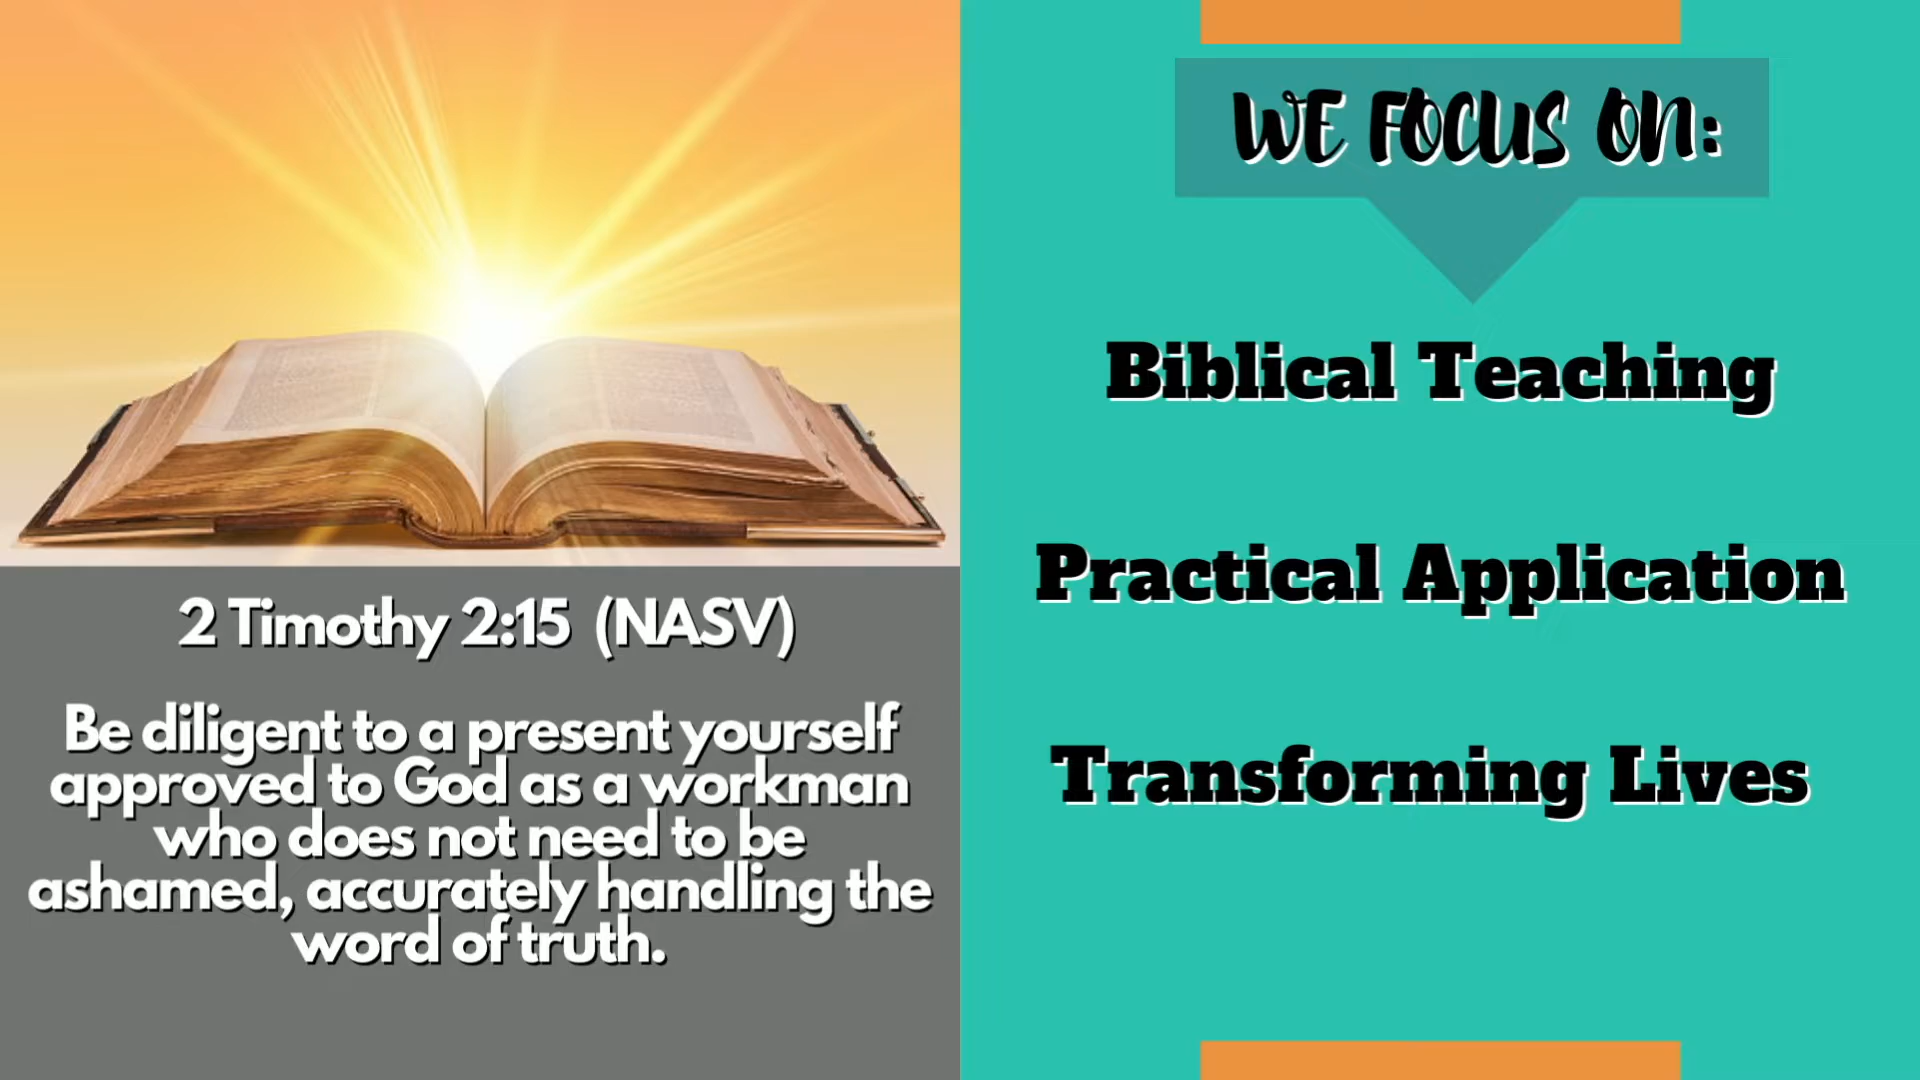 2 Timothy 2:15 (NASV)
Be diligent to a present yourself
approved to God as a workman
who does not need to be
ashamed, accurately handling the
word of truth.
WE FOCUS ON:
Biblical Teaching
Practical Application
Transforming Lives